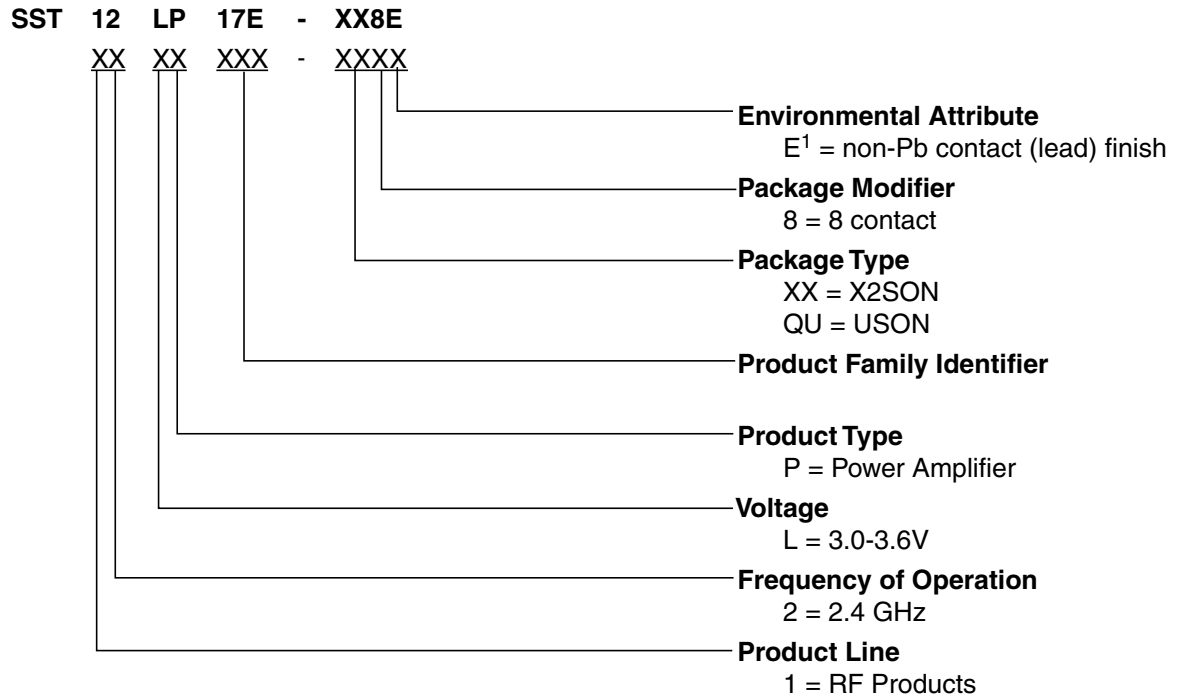 SST 12 LP 17E - XX8E
XX XX XXX - XXXX
Environmental Attribute
E1 = non-Pb contact (lead) finish
Package Modifier
8 = 8 contact
Package Type
XX = X2SON
QU = USON
Product Family Identifier
Product Type
P = Power Amplifier
Voltage
L = 3.0-3.6V
Frequency of Operation
2 = 2.4 GHz
Product Line
1 = RF Products